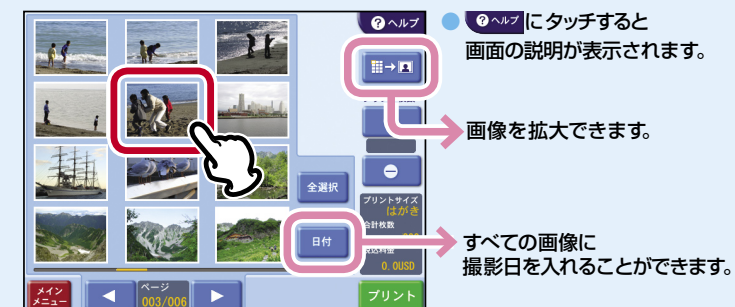 ヘルプ
ヘルプ にタッチすると
画面の説明が表示されます。
画像を拡大できます。
全選択
プリントサイズ
はがき
合計枚数
日付
0.0USD
すべての画像に
撮影日を入れることができます。
メイン
メニュー
ページ
003/006
プリント